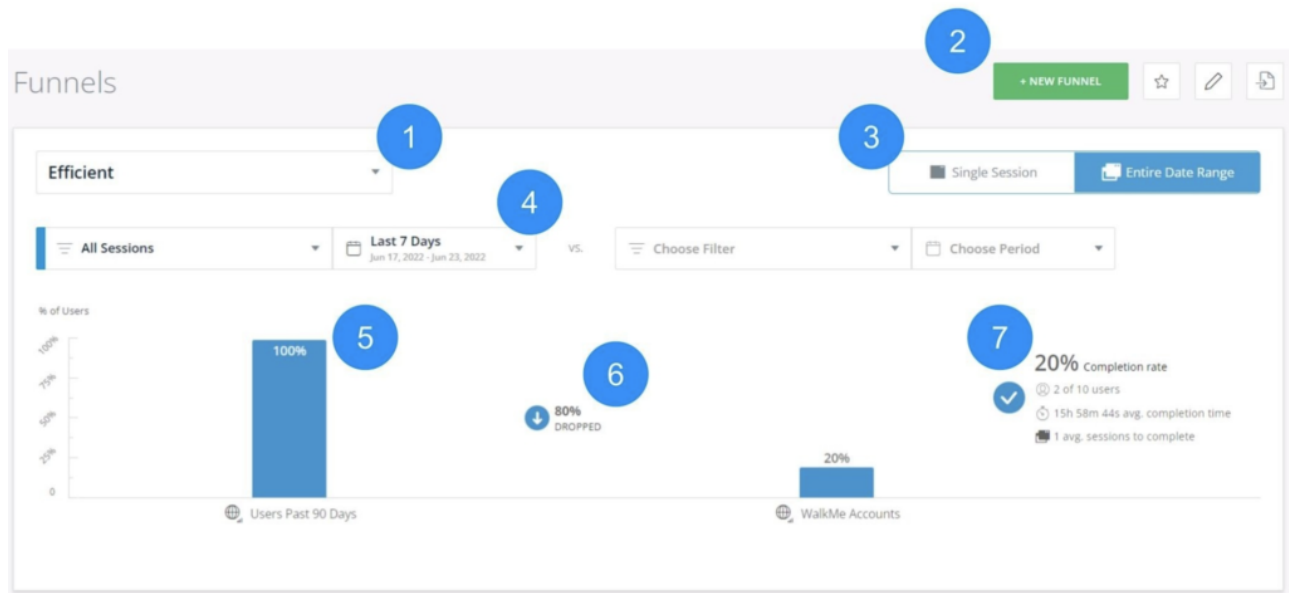 2
Funnels
+ NEW FUNNEL
1
3
Efficient
Single Session
Entire Date Range
4
All Sessions
Last 7 Days
Jun 17, 2022 - Jun 23, 2022
vs.
Choose Filter
Choose Period
% of Users
5
6
7
100%
75%
50%
25%
0
100%
80%
DROPPED
20%
20% Completion rate
2 of 10 users
15h 58m 44s avg. completion time
1 avg. sessions to complete
Users Past 90 Days
WalkMe Accounts